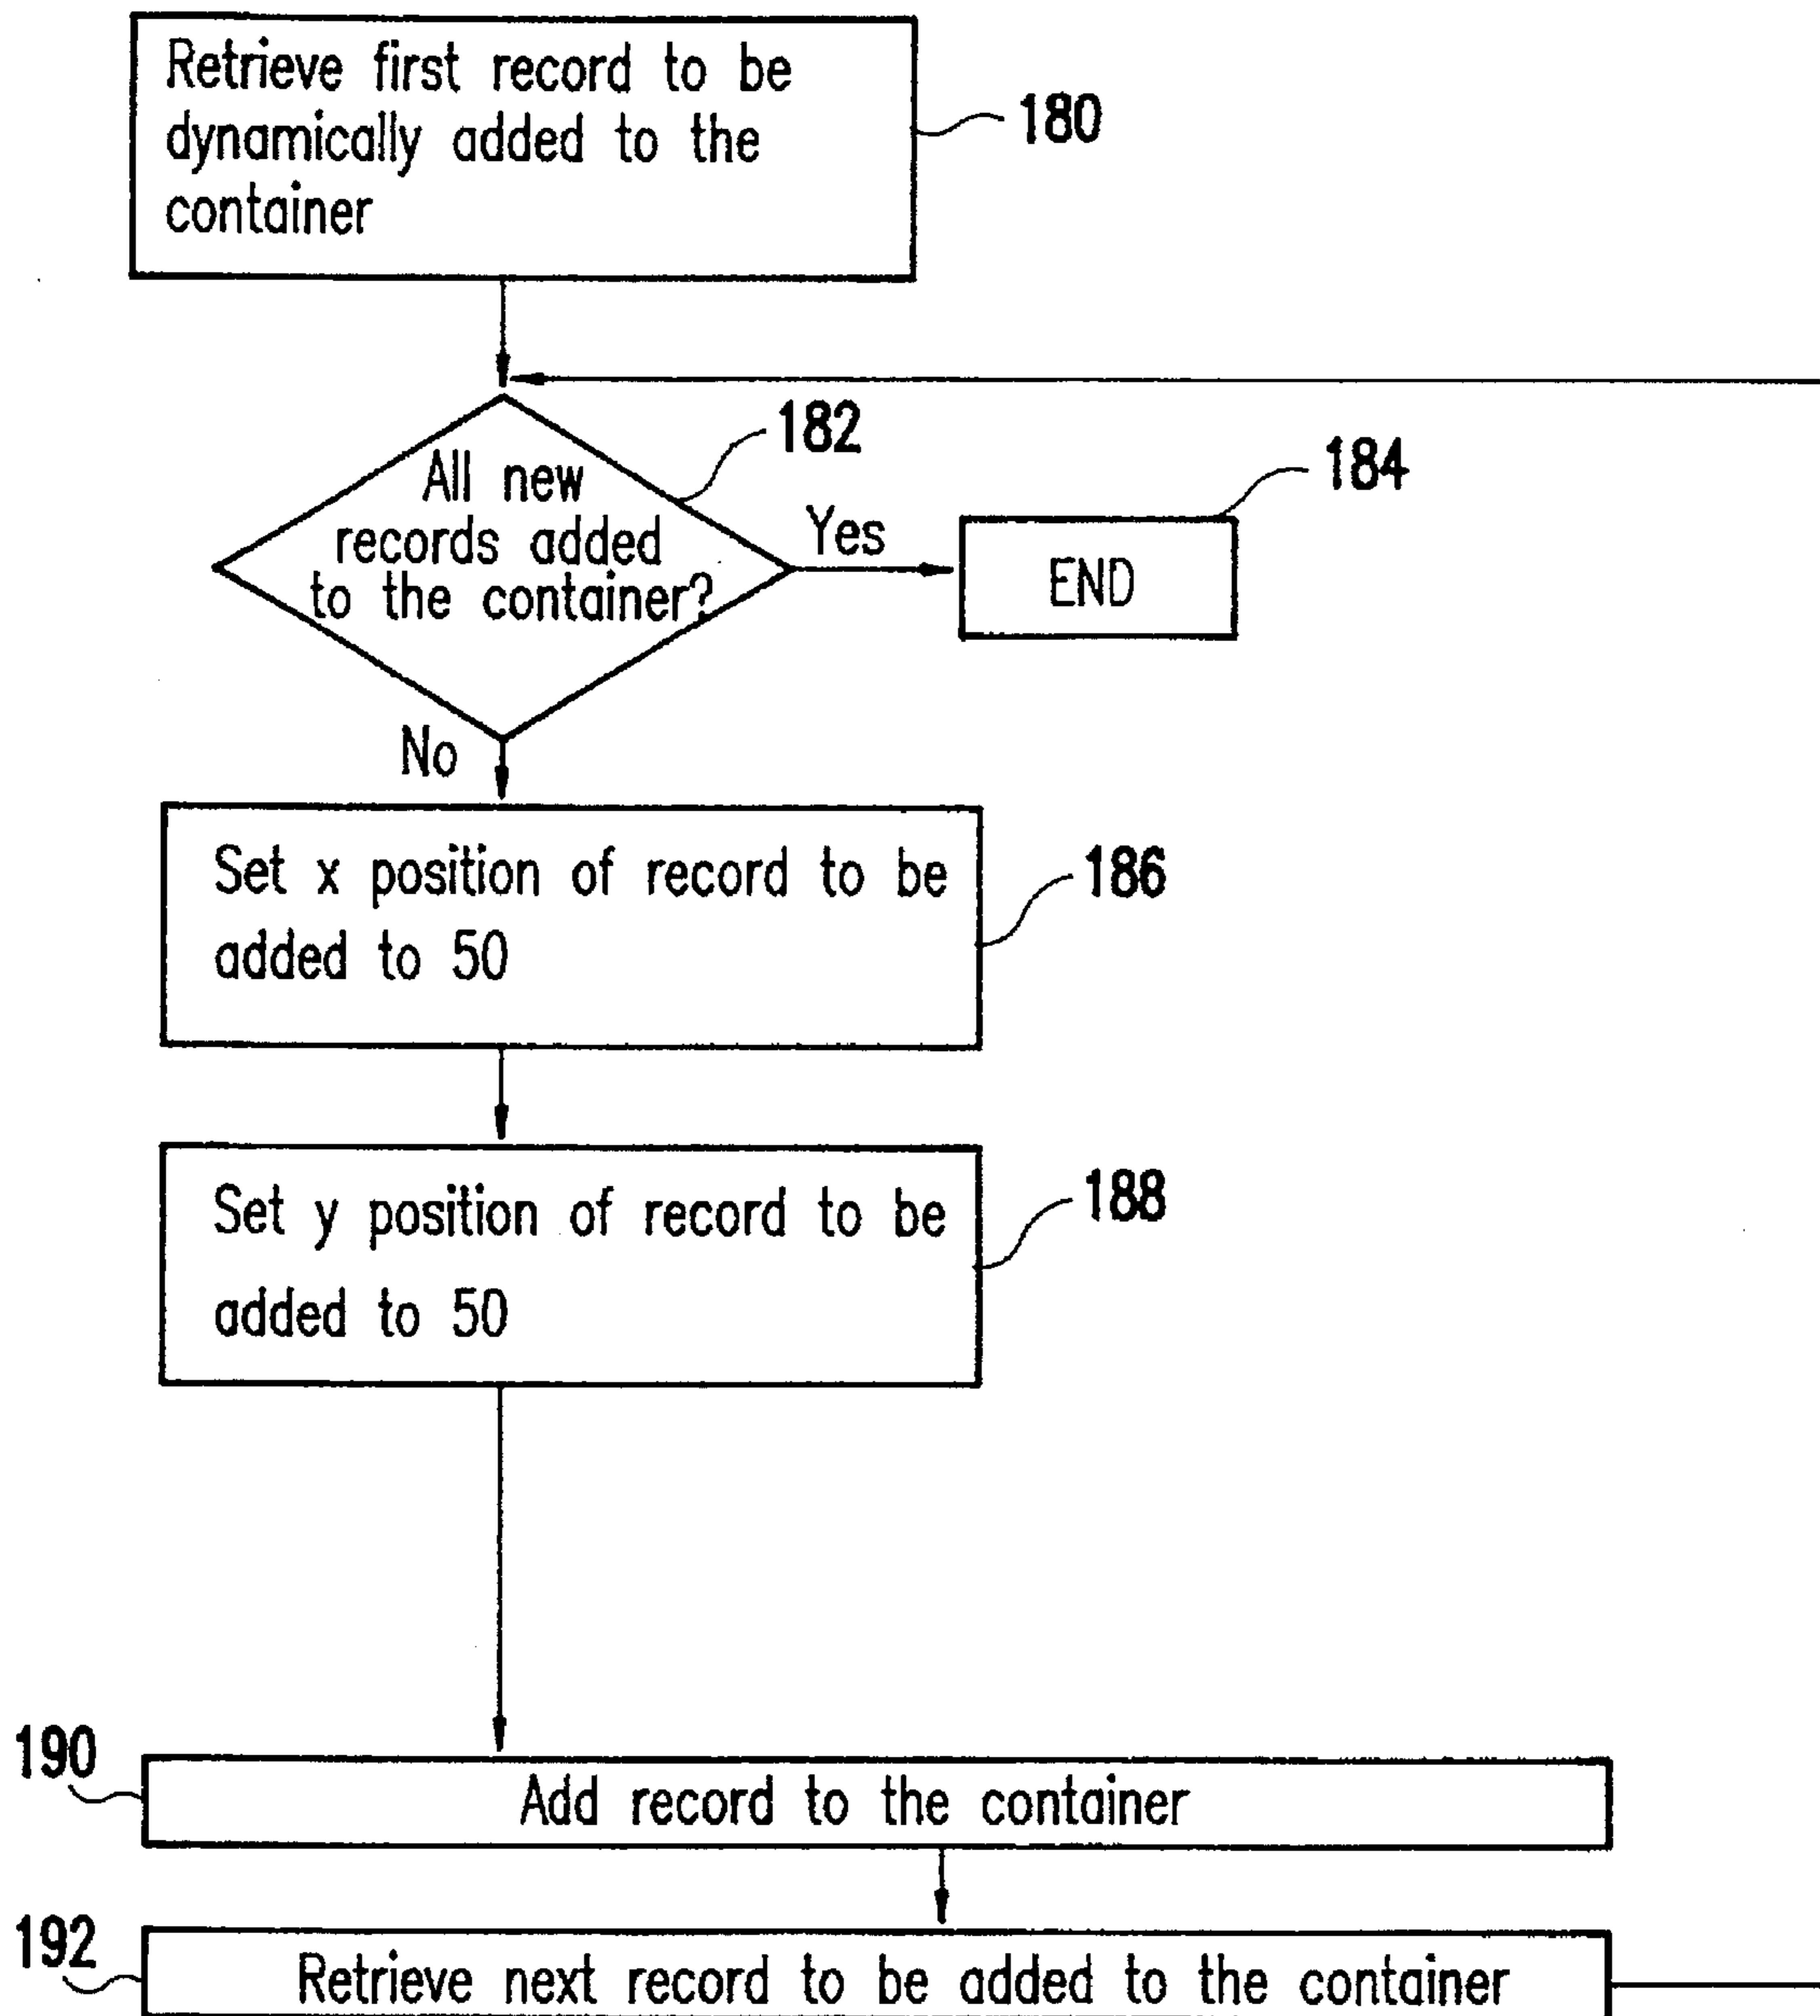 Retrieve first record to be
dynamically added to the
container
180
182
All new
records added
to the container?
Yes
184
END
No
Set x position of record to be
added to 50
186
Set y position of record to be
added to 50
188
190
Add record to the container
192
Retrieve next record to be added to the container